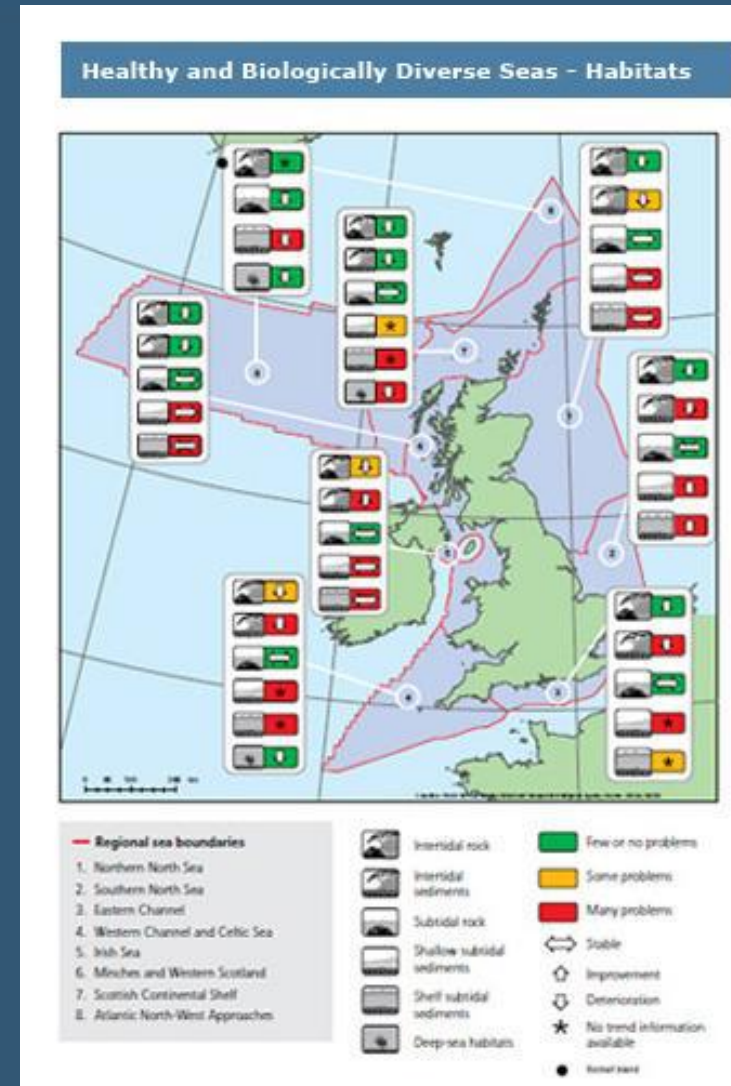 Healthy and Biologically Diverse Seas - Habitats
Regional sea boundaries
1. Northern North Sea
2. Southern North Sea
3. Eastern Channel
4. Western Channel and Celtic Sea
5. Irish Sea
6. Minches and Western Scotland
7. Scottish Continental Shelf
8. Atlantic North-West Approaches
Intertidal rock
Intertidal
sediments
Subtidal rock
Shallow subtidal
sediments
Shelf subtidal
sediments
Deep-sea habitats
Few or no problems
Some problems
Many problems
Stable
Improvement
Deterioration
No trend information
available